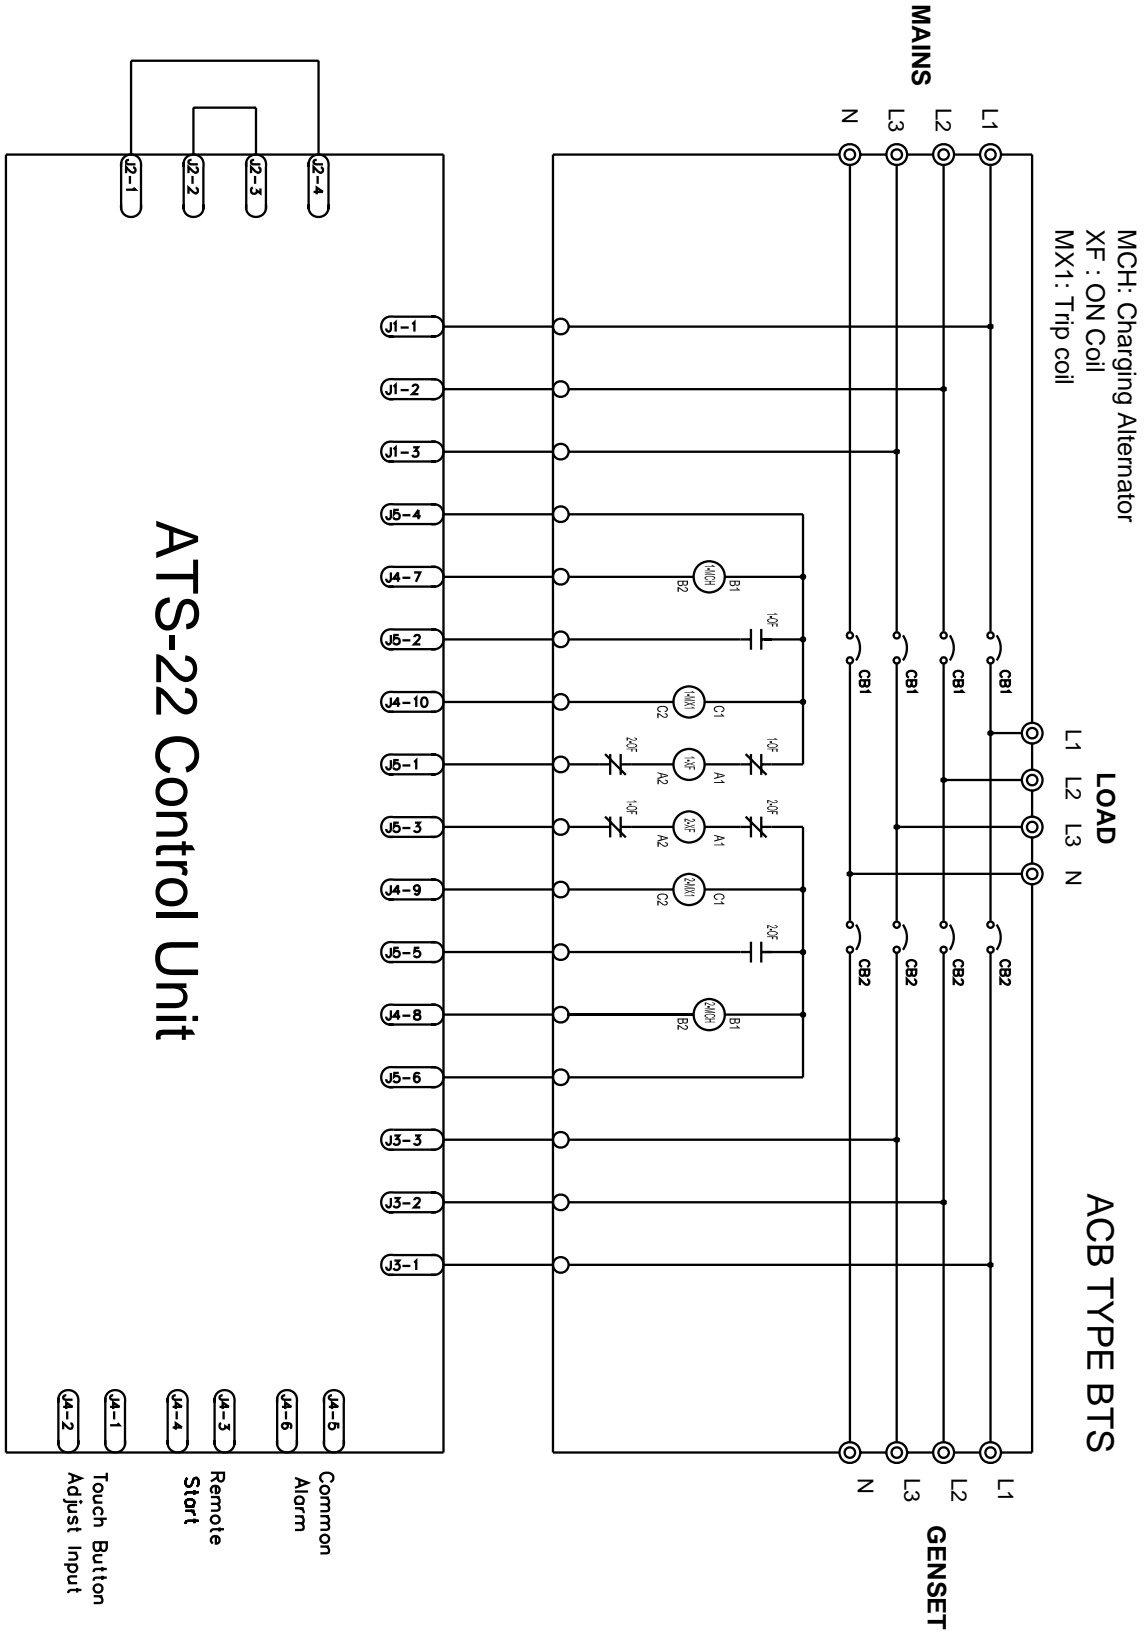 MCH: Charging Alternator
XF : ON Coil
MX1: Trip coil
ACB TYPE BTS
MAINS
L1
L2
L3
N
LOAD
L1
L2
L3
N
GENSET
L1
L2
L3
N
CB1
CB1
CB1
CB1
CB2
CB2
CB2
CB2
1-MCH
B1
B2
1-OF
1-MX1
C1
C2
1-OF
1-XF
A1
A2
2-OF
2-OF
2-XF
A1
A2
1-OF
2-MX1
C1
C2
2-OF
2-MCH
B1
B2
J1-1
J1-2
J1-3
J5-4
J4-7
J5-2
J4-10
J5-1
J5-3
J4-9
J5-5
J4-8
J5-6
J3-3
J3-2
J3-1
J2-4
J2-3
J2-2
J2-1
ATS-22 Control Unit
J4-5
J4-6
Common
Alarm
J4-3
J4-4
Remote
Start
J4-1
J4-2
Touch Button
Adjust Input